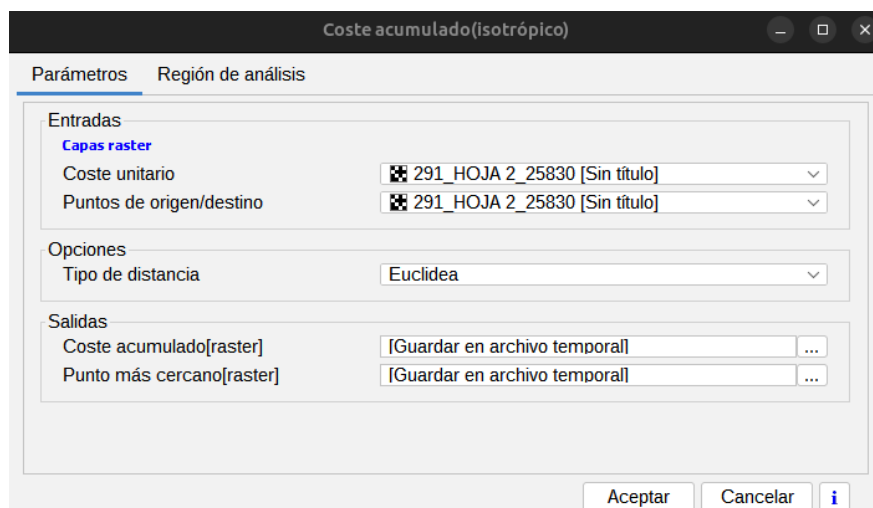 Coste acumulado(isotrópico)
Parámetros Región de análisis
Entradas
Capas raster
Coste unitario 291_HOJA 2_25830 [Sin título]
Puntos de origen/destino 291_HOJA 2_25830 [Sin título]
Opciones
Tipo de distancia Euclidea
Salidas
Coste acumulado[raster] [Guardar en archivo temporal] ...
Punto más cercano[raster] [Guardar en archivo temporal] ...
Aceptar Cancelar i